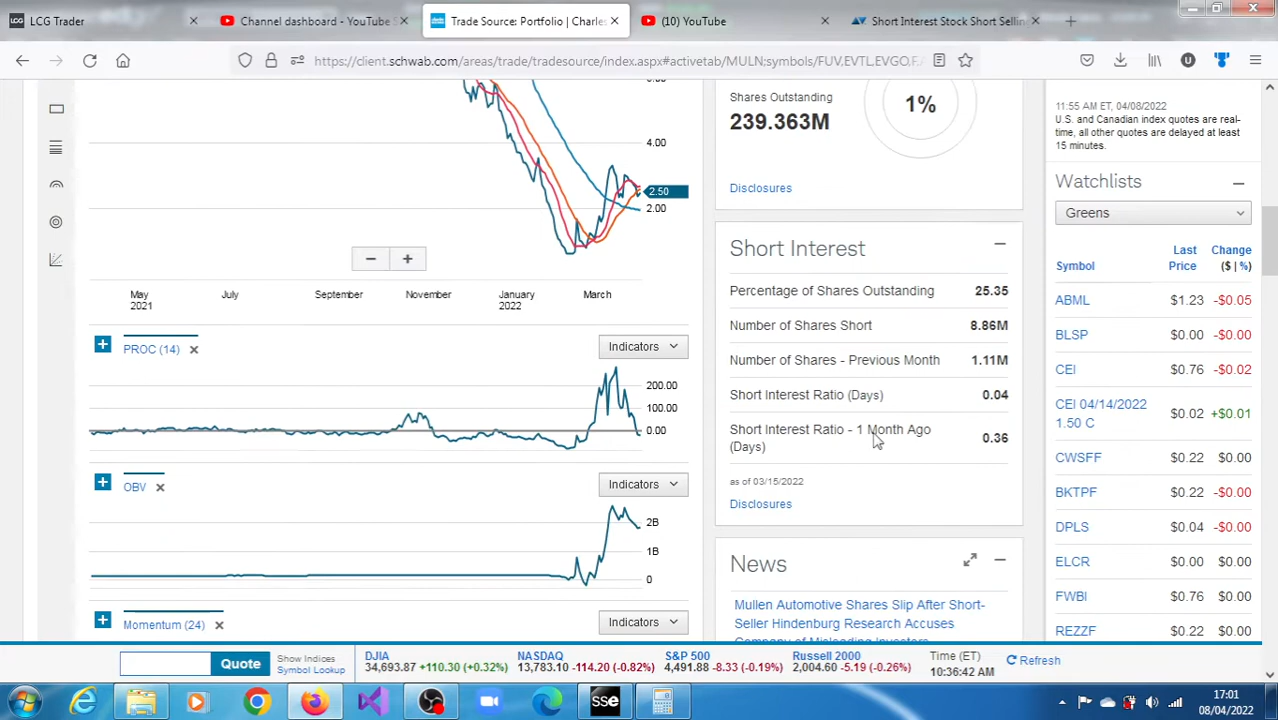 LCG Trader
Channel dashboard - YouTube S
Trade Source: Portfolio | Charles
(10) YouTube
Short Interest Stock Short Selling
https://client.schwab.com/areas/trade/tradesource/index.aspx#activetab/MULN;symbols/FUV,EVTL,EVGO,F
6.00
4.00
2.50
2.00
May
2021
July
September
November
January
2022
March
PROC (14)
Indicators
200.00
100.00
0.00
OBV
Indicators
2B
1B
0
Momentum (24)
Indicators
Shares Outstanding
239.363M
1%
Disclosures
Short Interest
Percentage of Shares Outstanding 25.35
Number of Shares Short 8.86M
Number of Shares - Previous Month 1.11M
Short Interest Ratio (Days) 0.04
Short Interest Ratio - 1 Month Ago
(Days) 0.36
as of 03/15/2022
Disclosures
News
Mullen Automotive Shares Slip After Short-
Seller Hindenburg Research Accuses
Company of Misleading Investors
11:55 AM ET, 04/08/2022
U.S. and Canadian index quotes are real-
time, all other quotes are delayed at least
15 minutes.
Watchlists
Greens
Symbol Last Price Change ($ | %)
ABML $1.23 -$0.05
BLSP $0.00 -$0.00
CEI $0.76 -$0.02
CEI 04/14/2022
1.50 C $0.02 +$0.01
CWSFF $0.22 $0.00
BKTPF $0.22 -$0.00
DPLS $0.04 -$0.00
ELCR $0.00 $0.00
FWBI $0.76 $0.00
REZZF $0.22 $0.00
Quote
Show Indices
Symbol Lookup
DJIA
34,693.87 +110.30 (+0.32%)
NASDAQ
13,783.10 -114.20 (-0.82%)
S&P 500
4,491.88 -8.33 (-0.19%)
Russell 2000
2,004.60 -5.19 (-0.26%)
Time (ET)
10:36:42 AM
Refresh
SSE
17:01
08/04/2022